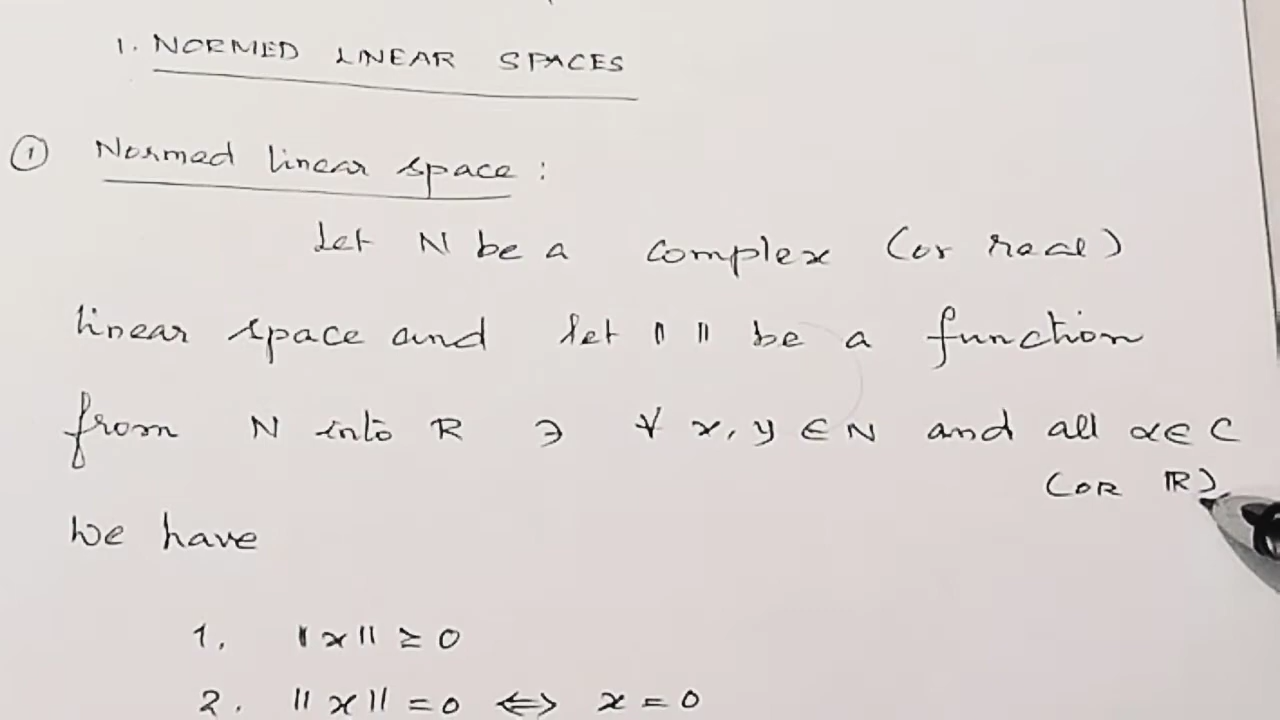 1. NORMED LINEAR SPACES
① Normed linear space :
Let N be a complex (or real)
linear space and let ‖ ‖ be a function
from N into R ∋ ∀ x, y ∈ N and all α ∈ C
(OR ℝ)
we have
1. ‖x‖ ≥ 0
2. ‖x‖ = 0 ⟺ x = 0